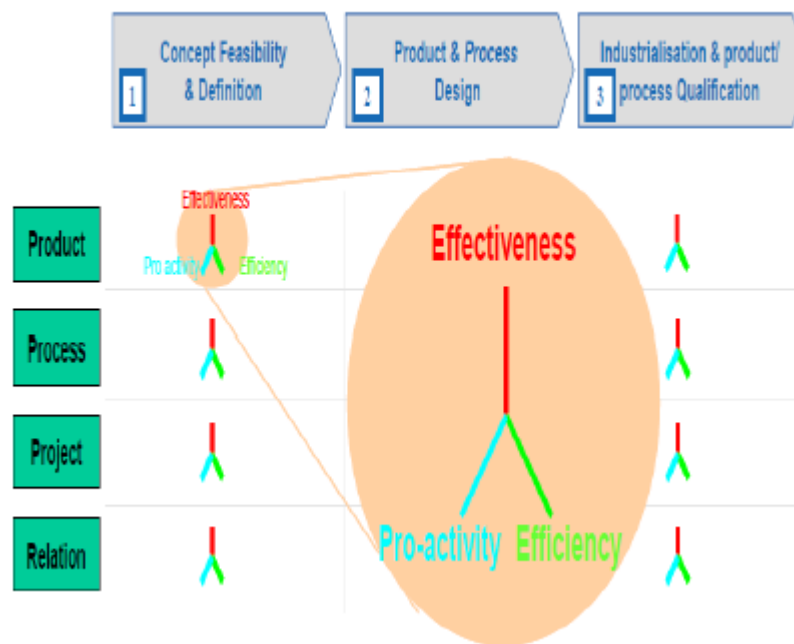 Concept Feasibility
& Definition
1
Product & Process
Design
2
Industrialisation & product/
process Qualification
3
Product
Effectiveness
Pro activity
Efficiency
Effectiveness
Process
Project
Pro-activity
Efficiency
Relation